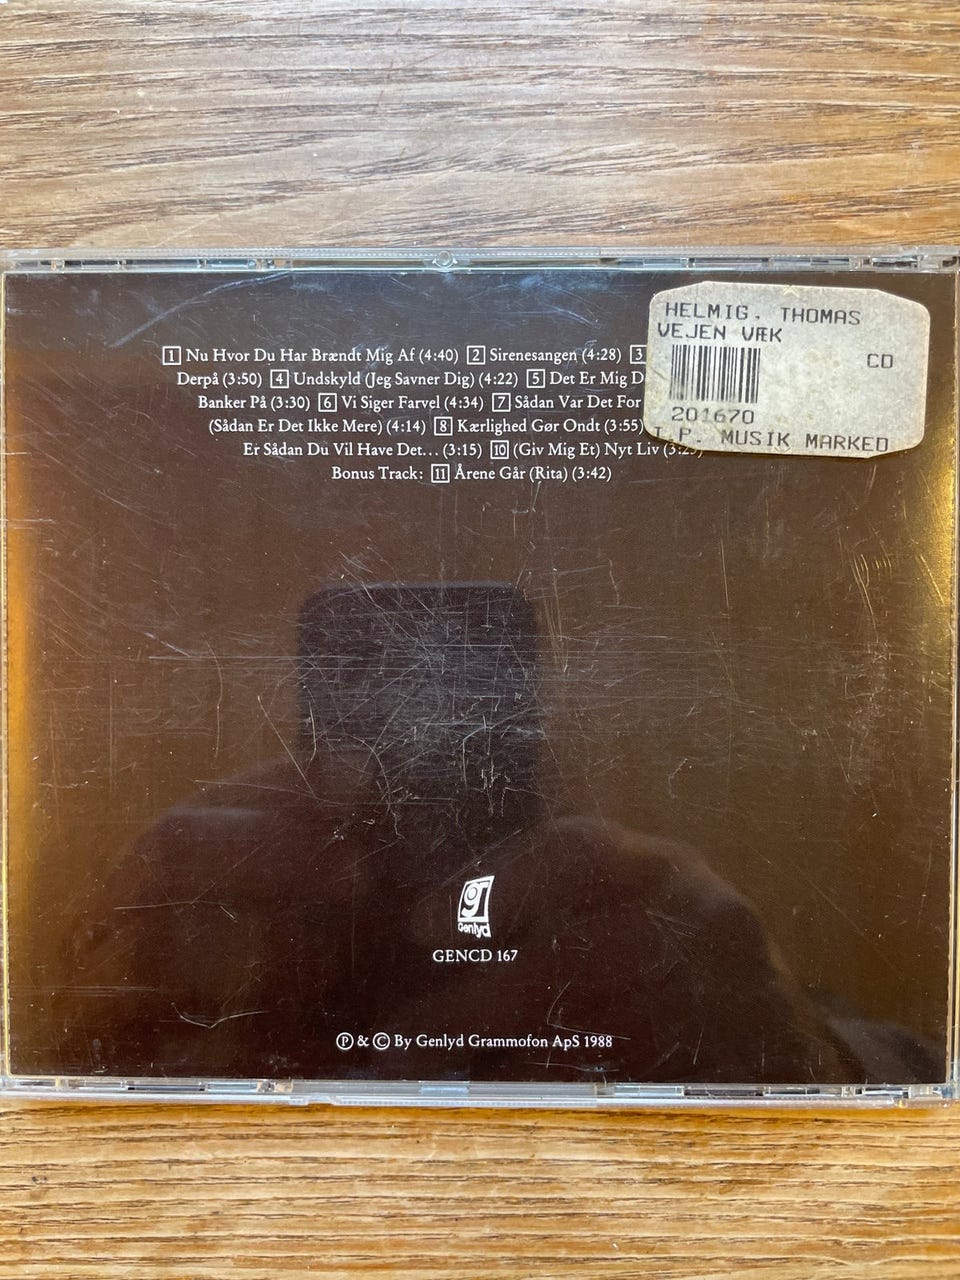 HELMIG, THOMAS
VEJEN VÆK
CD
201670
T.P. MUSIK MARKED
1 Nu Hvor Du Har Brændt Mig Af (4:40) 2 Sirenesangen (4:28) 3
Derpå (3:50) 4 Undskyld (Jeg Savner Dig) (4:22) 5 Det Er Mig
Banker På (3:30) 6 Vi Siger Farvel (4:34) 7 Sådan Var Det For
(Sådan Er Det Ikke Mere) (4:14) 8 Kærlighed Gør Ondt (3:55)
Er Sådan Du Vil Have Det... (3:15) 10 (Giv Mig Et) Nyt Liv
Bonus Track: 11 Årene Går (Rita) (3:42)
Genlyd
GENCD 167
℗ & © By Genlyd Grammofon ApS 1988